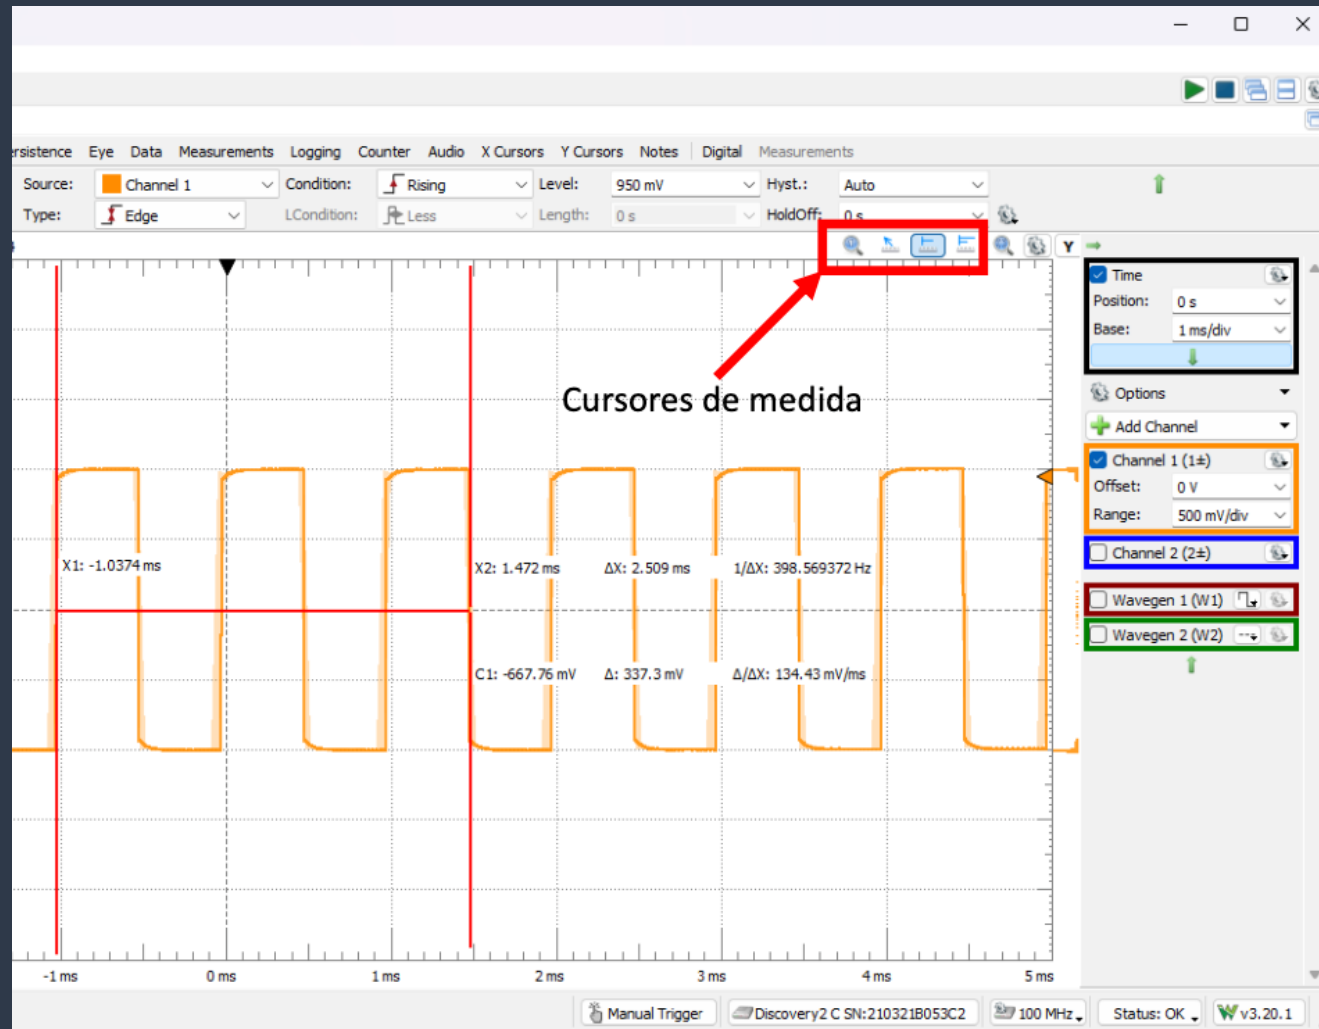 Eye Data Measurements Logging Counter Audio X Cursors Y Cursors Notes Digital Measurements
Source: Channel 1 Condition: Rising Level: 950 mV Hyst.: Auto
Type: Edge LCondition: Less Length: 0 s HoldOff: 0 s
Y
Time
Position: 0 s
Base: 1 ms/div
Options
Add Channel
Channel 1 (1±)
Offset: 0 V
Range: 500 mV/div
Channel 2 (2±)
Wavegen 1 (W1)
Wavegen 2 (W2)
Cursores de medida
X1: -1.0374 ms
X2: 1.472 ms ΔX: 2.509 ms 1/ΔX: 398.569372 Hz
C1: -667.76 mV Δ: 337.3 mV Δ/ΔX: 134.43 mV/ms
-1 ms 0 ms 1 ms 2 ms 3 ms 4 ms 5 ms
Manual Trigger Discovery2 C SN:210321B053C2 100 MHz Status: OK v3.20.1